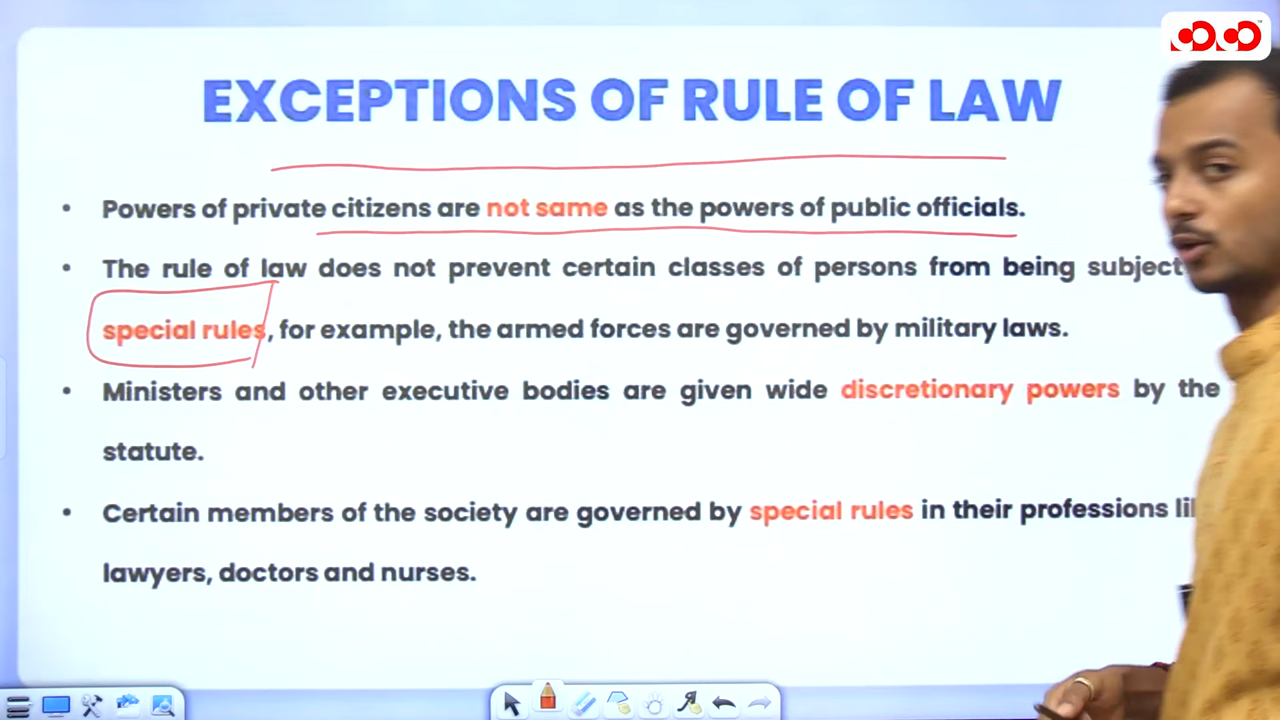 EXCEPTIONS OF RULE OF LAW
• Powers of private citizens are not same as the powers of public officials.
• The rule of law does not prevent certain classes of persons from being subject
special rules, for example, the armed forces are governed by military laws.
• Ministers and other executive bodies are given wide discretionary powers by the
statute.
• Certain members of the society are governed by special rules in their professions
lawyers, doctors and nurses.